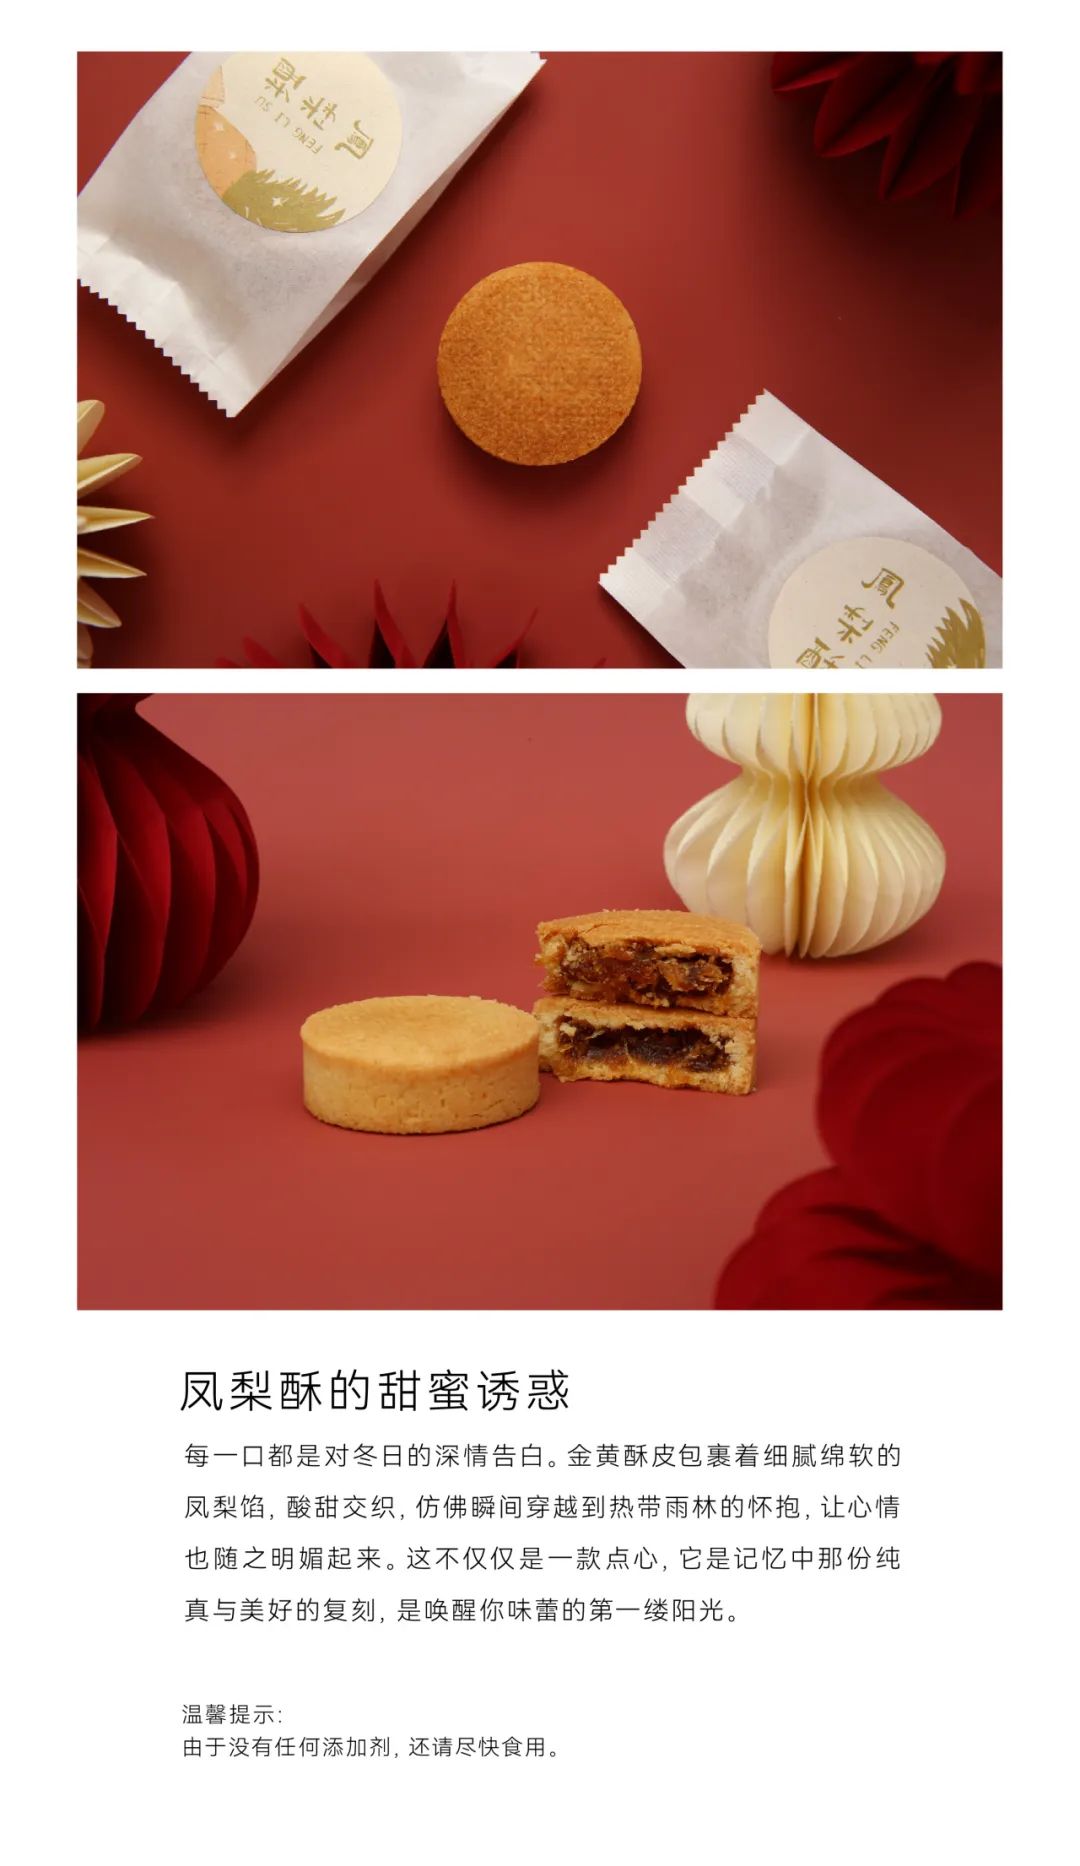 鳳梨酥
FENG LI SU
鳳梨酥
FENG LI
凤梨酥的甜蜜诱惑
每一口都是对冬日的深情告白。金黄酥皮包裹着细腻绵软的
凤梨馅, 酸甜交织, 仿佛瞬间穿越到热带雨林的怀抱, 让心情
也随之明媚起来。这不仅仅是一款点心, 它是记忆中那份纯
真与美好的复刻, 是唤醒你味蕾的第一缕阳光。
温馨提示:
由于没有任何添加剂, 还请尽快食用。